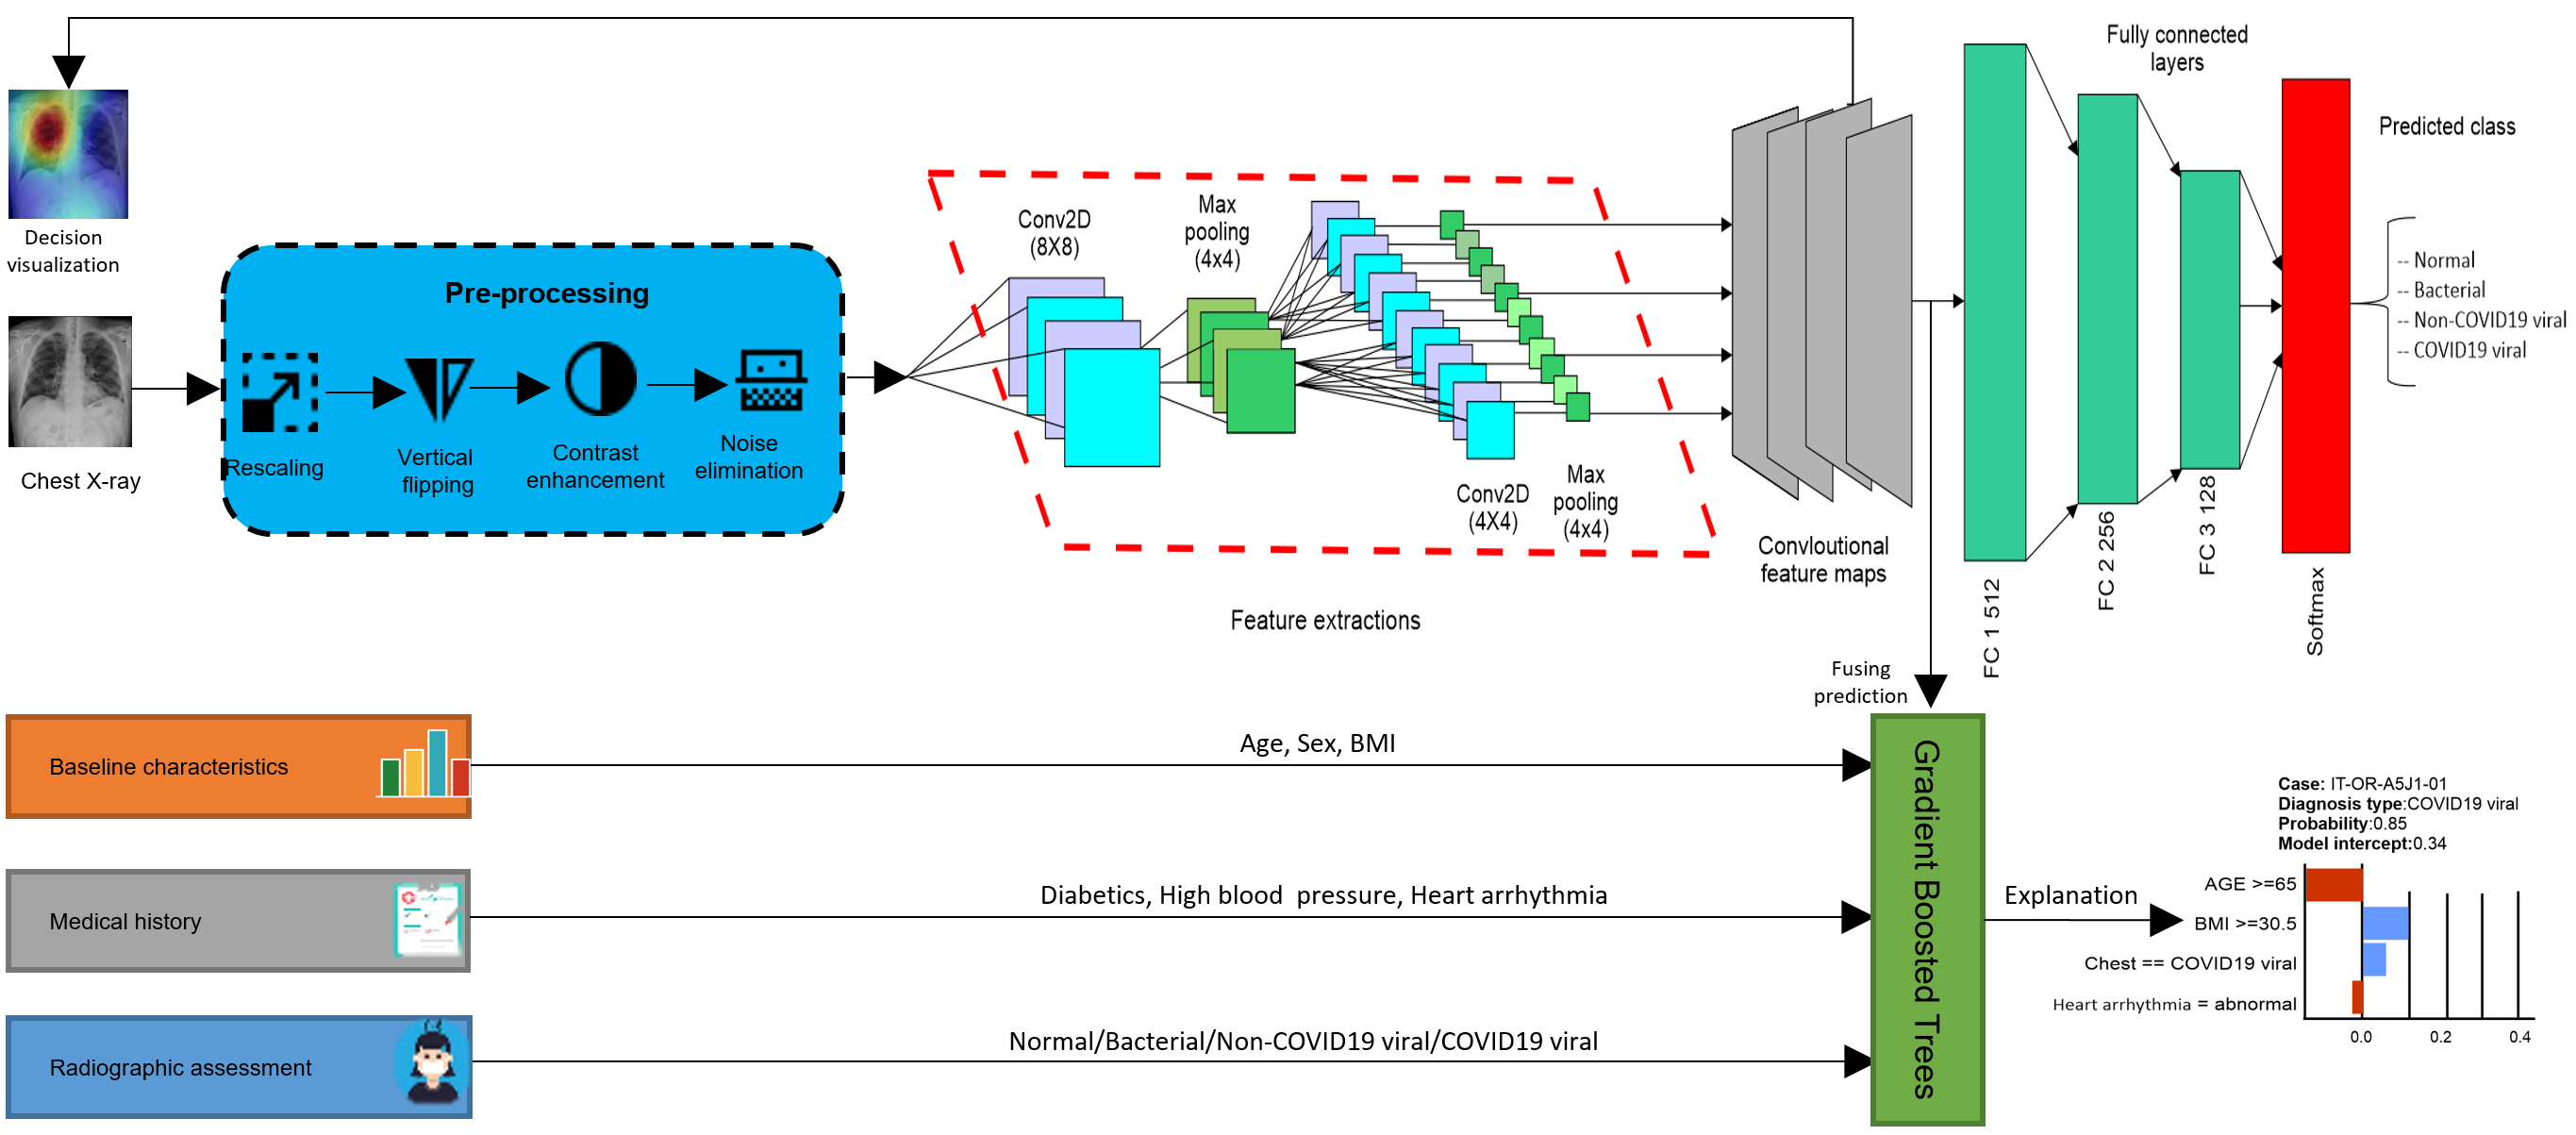 Decision
visualization
Chest X-ray
Pre-processing
Rescaling
Vertical
flipping
Contrast
enhancement
Noise
elimination
Conv2D
(8X8)
Max
pooling
(4x4)
Conv2D
(4X4)
Max
pooling
(4x4)
Feature extractions
Convloutional
feature maps
Fully connected
layers
FC 1 512
FC 2 256
FC 3 128
Softmax
Predicted class
-- Normal
-- Bacterial
-- Non-COVID19 viral
-- COVID19 viral
Fusing
prediction
Baseline characteristics
Age, Sex, BMI
Medical history
Diabetics, High blood pressure, Heart arrhythmia
Radiographic assessment
Normal/Bacterial/Non-COVID19 viral/COVID19 viral
Gradient Boosted Trees
Explanation
Case: IT-OR-A5J1-01
Diagnosis type:COVID19 viral
Probability:0.85
Model intercept:0.34
AGE >=65
BMI >=30.5
Chest == COVID19 viral
Heart arrhythmia = abnormal
0.0 0.2 0.4